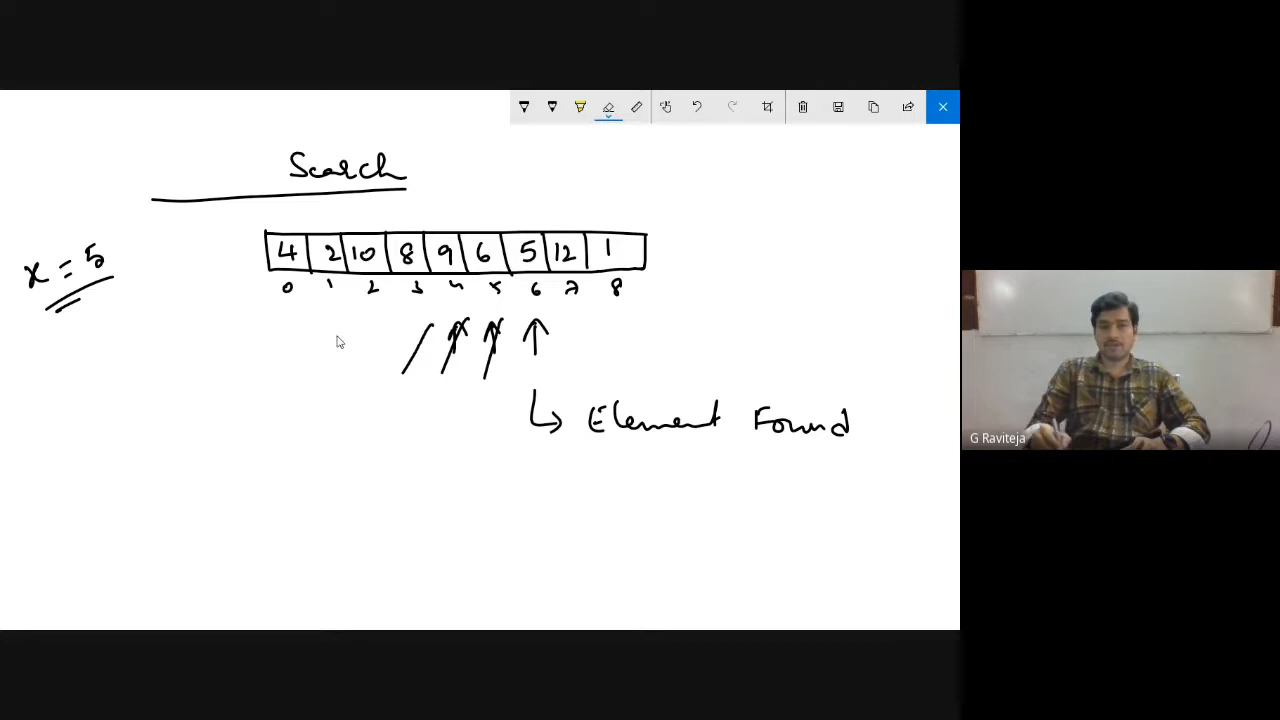 Search
x = 5
4 2 10 8 9 6 5 12 1
0 1 2 3 4 5 6 7 8
Element Found
G Raviteja